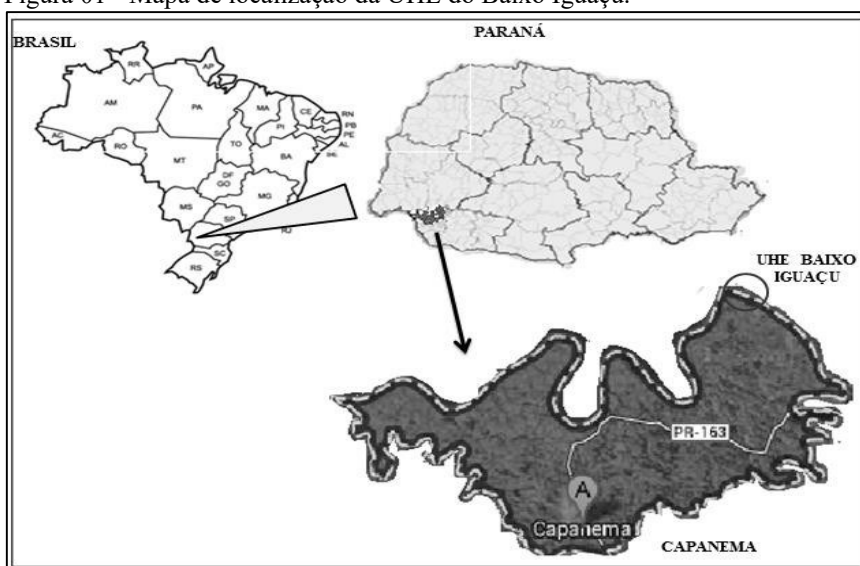 Figura 01 - Mapa de localização da UHE do Baixo Iguaçu.
BRASIL
PARANÁ
RR
AP
AM
PA
MA
CE
RN
PB
PE
AL
PI
AC
RO
TO
BA
MT
DF
GO
MG
MS
SP
RJ
SC
RS
UHE BAIXO
IGUAÇU
PR-163
A
Capanema
CAPANEMA